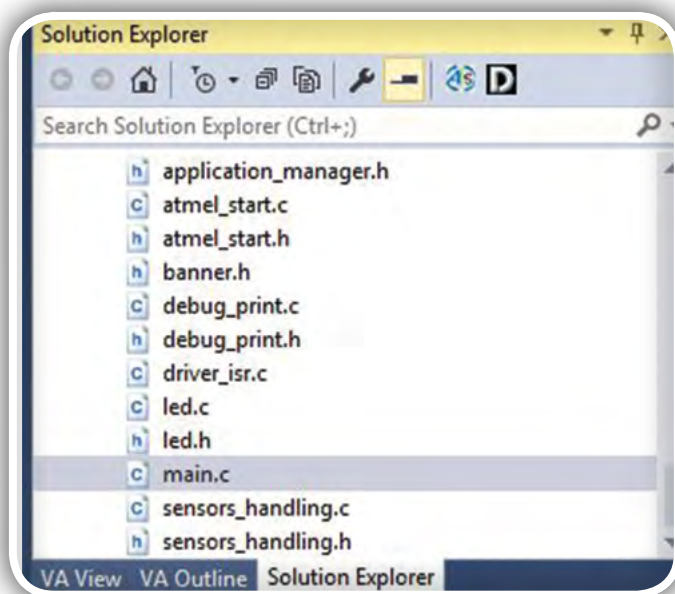 Solution Explorer
Search Solution Explorer (Ctrl+;)
application_manager.h
atmel_start.c
atmel_start.h
banner.h
debug_print.c
debug_print.h
driver_isr.c
led.c
led.h
main.c
sensors_handling.c
sensors_handling.h
VA View VA Outline Solution Explorer